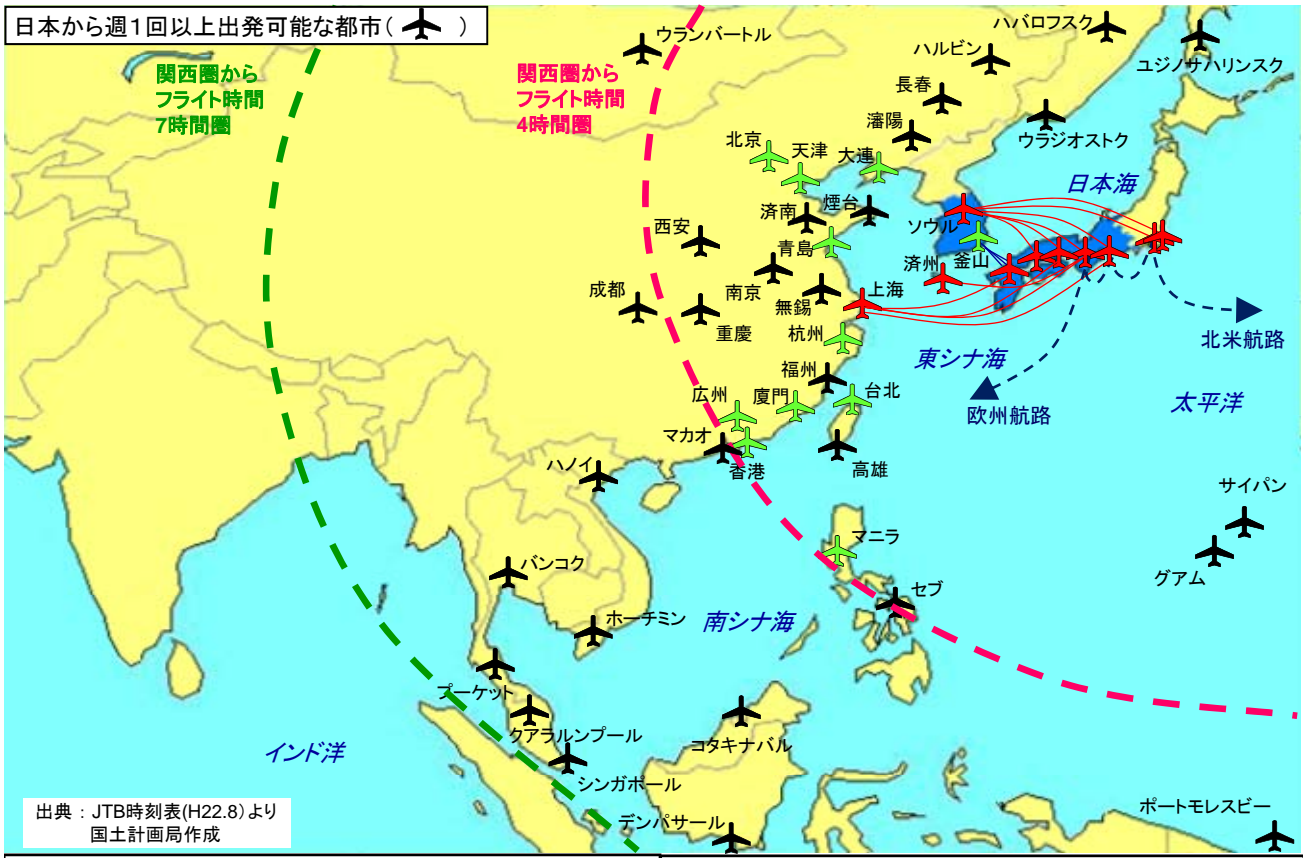 日本から週１回以上出発可能な都市（ ）
ウランバートル
ハバロフスク
ハルビン
ユジノサハリンスク
関西圏から
フライト時間
7時間圏
関西圏から
フライト時間
4時間圏
長春
瀋陽
ウラジオストク
北京
天津
大連
日本海
煙台
済南
ソウル
西安
青島
釜山
済州
成都
南京
無錫
上海
重慶
杭州
東シナ海
北米航路
福州
広州
廈門
台北
欧州航路
太平洋
マカオ
香港
高雄
ハノイ
サイパン
マニラ
バンコク
グアム
セブ
ホーチミン
南シナ海
プーケット
クアラルンプール
コタキナバル
インド洋
シンガポール
出典 ： JTB時刻表(H22.8)より
国土計画局作成
デンパサール
ポートモレスビー